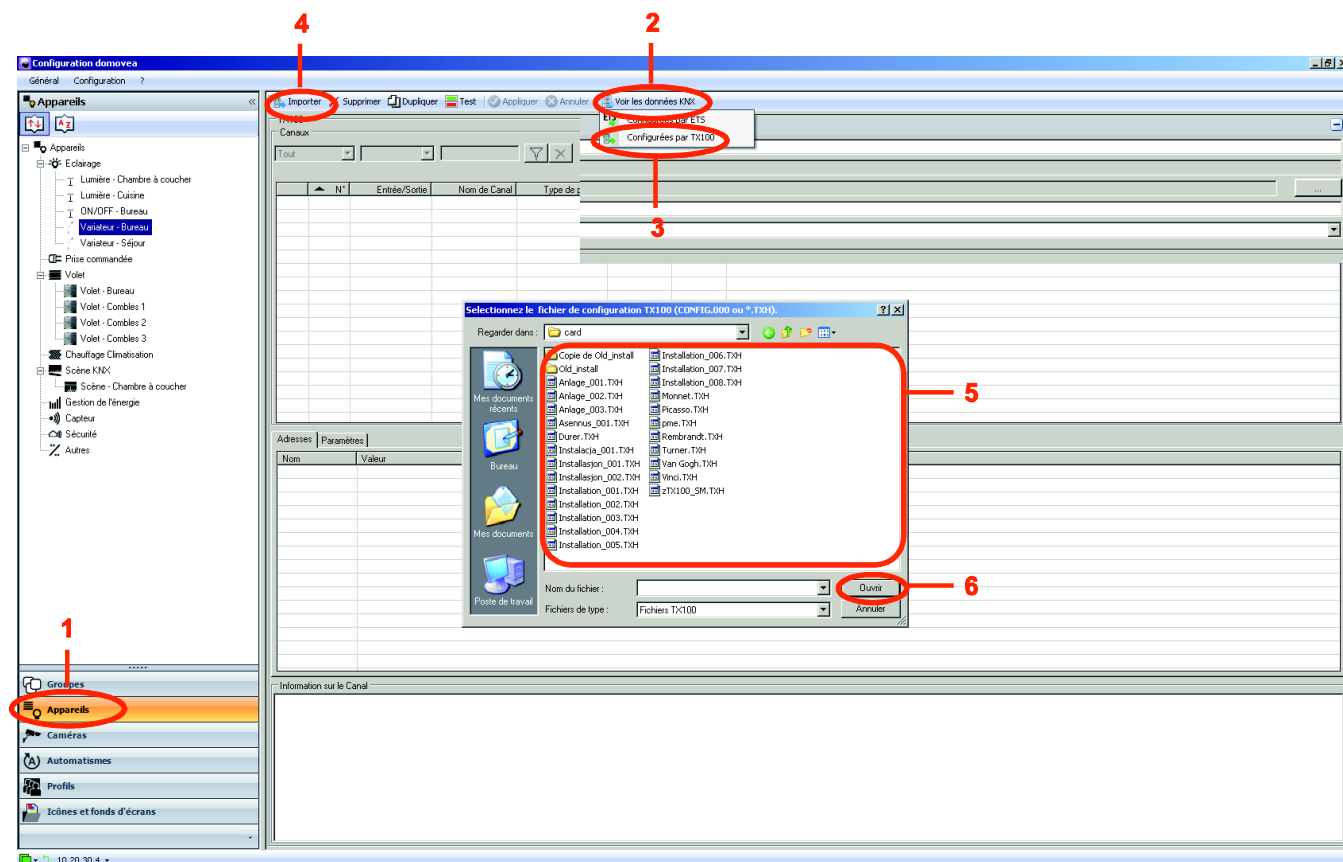 4
2
Configuration domovea
Général Configuration ?
Appareils
Importer Supprimer Dupliquer Test Appliquer Annuler Voir les données KNX
TX100
Configurées par ETS
Configurées par TX100
Canaux
Tout
...
N° Entrée/Sortie Nom de Canal Type de p
3
Appareils
Eclairage
Lumière - Chambre à coucher
Lumière - Cuisine
ON/OFF - Bureau
Variateur - Bureau
Variateur - Séjour
Prise commandée
Volet
Volet - Bureau
Volet - Combles 1
Volet - Combles 2
Volet - Combles 3
Chauffage Climatisation
Scène KNX
Scène - Chambre à coucher
Gestion de l'énergie
Capteur
Sécurité
Autres
Selectionnez le fichier de configuration TX100 (CONFIG.000 ou *.TXH).
Regarder dans : card
Mes documents récents
Bureau
Mes documents
Poste de travail
Copie de Old_install
Old_install
Anlage_001.TXH
Anlage_002.TXH
Anlage_003.TXH
Asennus_001.TXH
Durer.TXH
Instalacja_001.TXH
Installasjon_001.TXH
Installasjon_002.TXH
Installation_001.TXH
Installation_002.TXH
Installation_003.TXH
Installation_004.TXH
Installation_005.TXH
Installation_006.TXH
Installation_007.TXH
Installation_008.TXH
Monnet.TXH
Picasso.TXH
pme.TXH
Rembrandt.TXH
Turner.TXH
Van Gogh.TXH
Vinci.TXH
zTX100_SM.TXH
5
Nom du fichier : Ouvrir
6
Fichiers de type : Fichiers TX100 Annuler
Adresses Paramètres
Nom Valeur
1
Groupes
Appareils
Caméras
Automatismes
Profils
Icônes et fonds d'écrans
Information sur le Canal
10.20.30.4